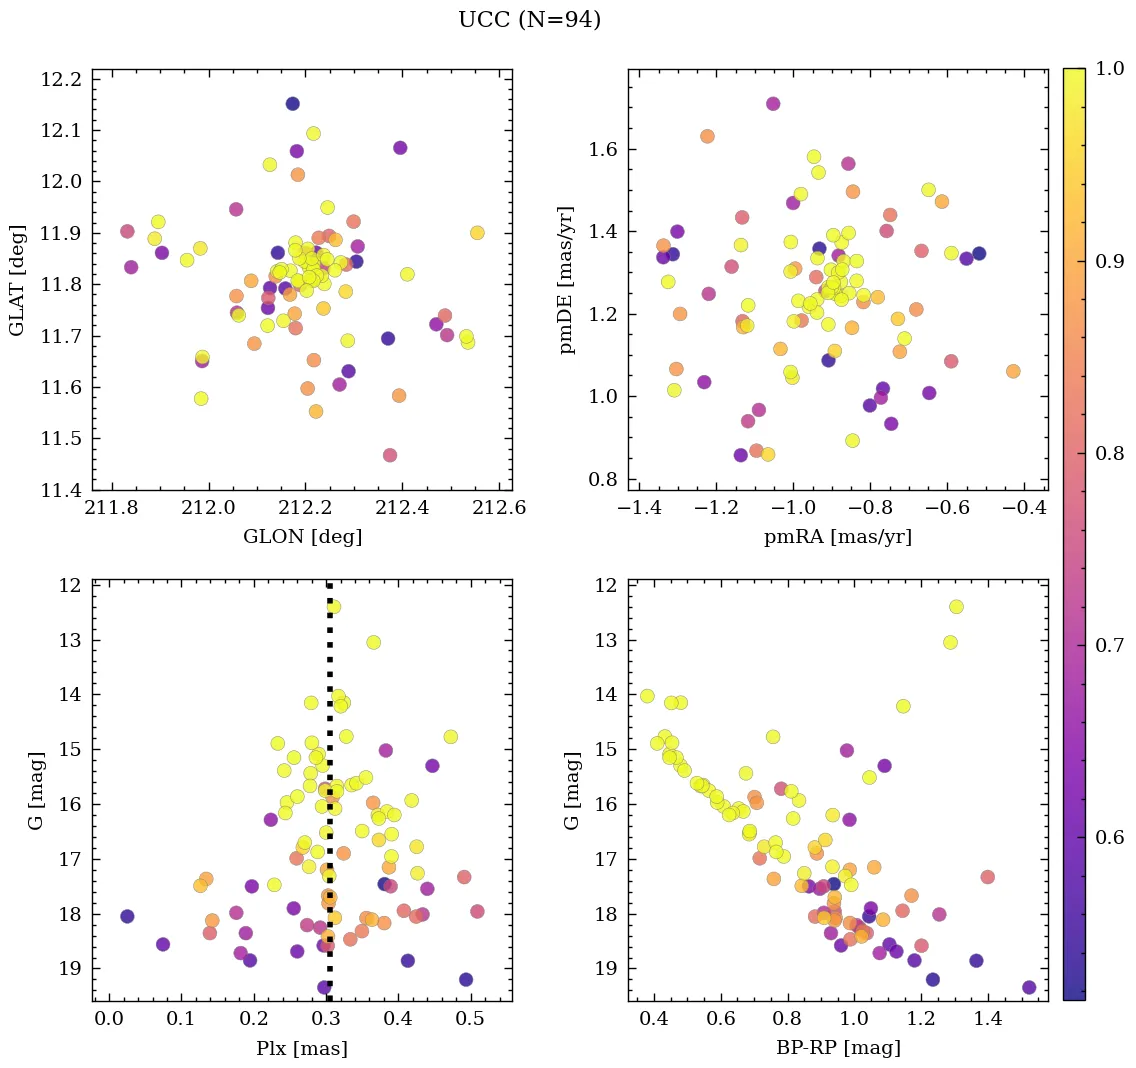 UCC (N=94)
12.2
12.1
12.0
11.9
11.8
11.7
11.6
11.5
11.4
GLAT [deg]
211.8 212.0 212.2 212.4 212.6
GLON [deg]
1.6
1.4
1.2
1.0
0.8
pmDE [mas/yr]
−1.4 −1.2 −1.0 −0.8 −0.6 −0.4
pmRA [mas/yr]
1.0
0.9
0.8
0.7
0.6
12
13
14
15
16
17
18
19
G [mag]
0.0 0.1 0.2 0.3 0.4 0.5
Plx [mas]
12
13
14
15
16
17
18
19
G [mag]
0.4 0.6 0.8 1.0 1.2 1.4
BP-RP [mag]